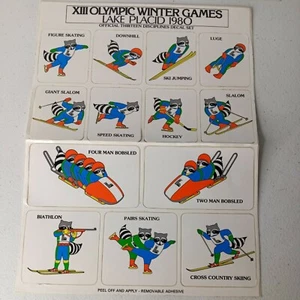 XIII OLYMPIC WINTER GAMES
LAKE PLACID 1980
OFFICIAL THIRTEEN DISCIPLINES DECAL SET
FIGURE SKATING
DOWNHILL
SKI JUMPING
LUGE
GIANT SLALOM
SPEED SKATING
HOCKEY
SLALOM
FOUR MAN BOBSLED
TWO MAN BOBSLED
BIATHLON
PAIRS SKATING
CROSS COUNTRY SKIING
PEEL OFF AND APPLY - REMOVABLE ADHESIVE